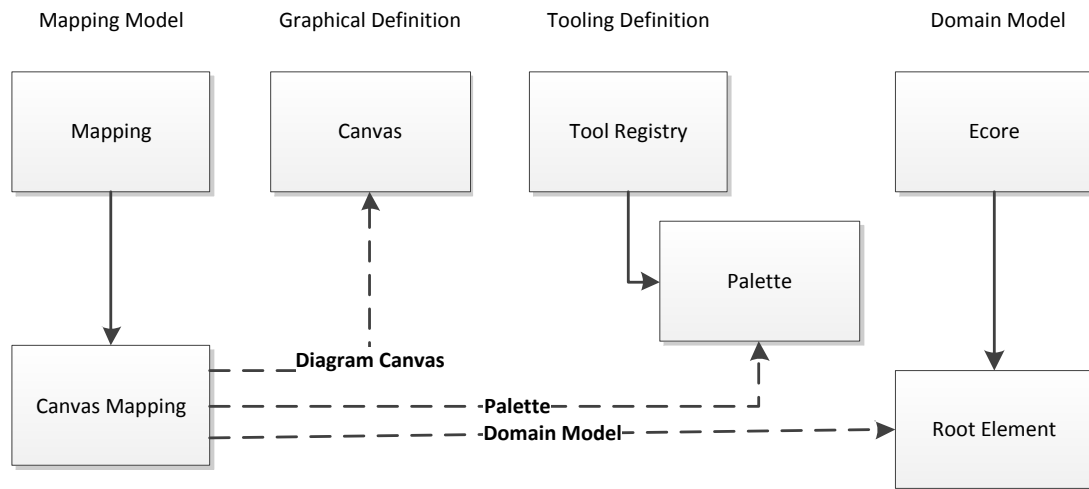 Mapping Model
Graphical Definition
Tooling Definition
Domain Model
Mapping
Canvas
Tool Registry
Ecore
Palette
Diagram Canvas
Canvas Mapping
Palette
Domain Model
Root Element